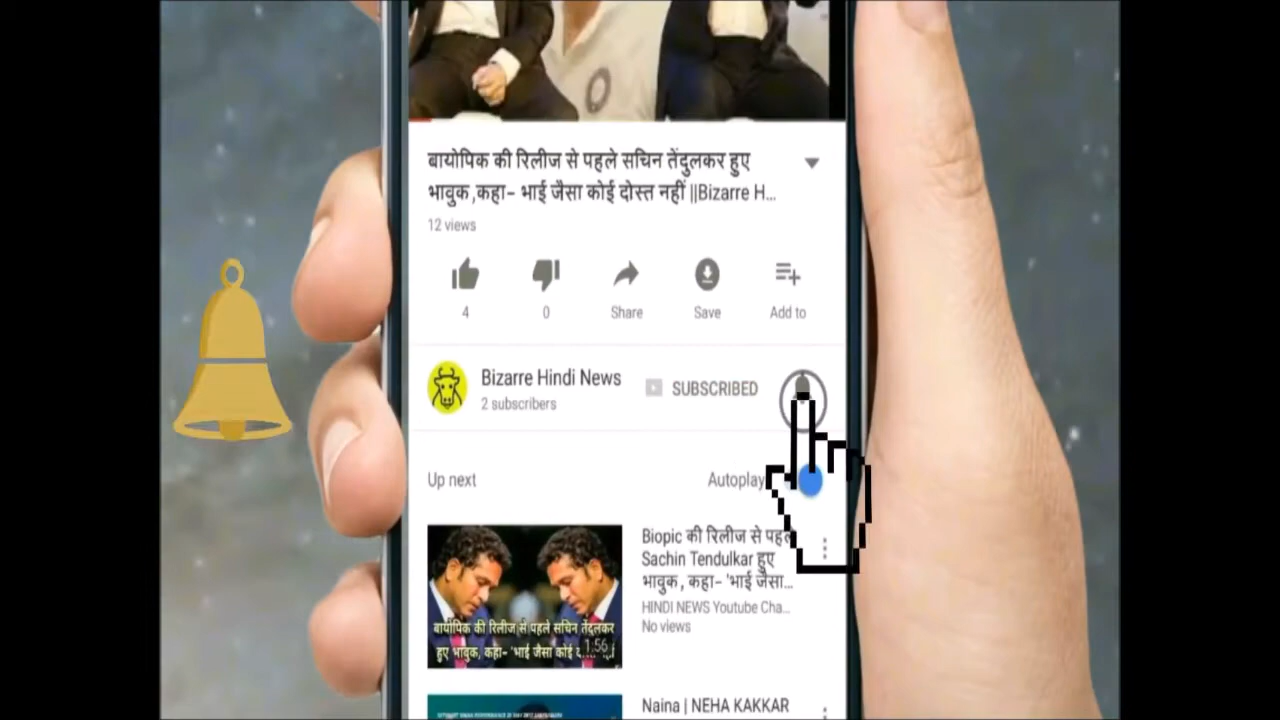 बायोपिक की रिलीज से पहले सचिन तेंदुलकर हुए
भावुक,कहा- भाई जैसा कोई दोस्त नहीं ||Bizarre H...
12 views
4
0
Share
Save
Add to
Bizarre Hindi News
2 subscribers
SUBSCRIBED
Up next
Autoplay
Biopic की रिलीज से पहले
Sachin Tendulkar हुए
भावुक, कहा- 'भाई जैसा...
HINDI NEWS Youtube Cha...
No views
बायोपिक की रिलीज से पहले सचिन तेंदुलकर
हुए भावुक, कहा- 'भाई जैसा कोई
1:56
Naina | NEHA KAKKAR